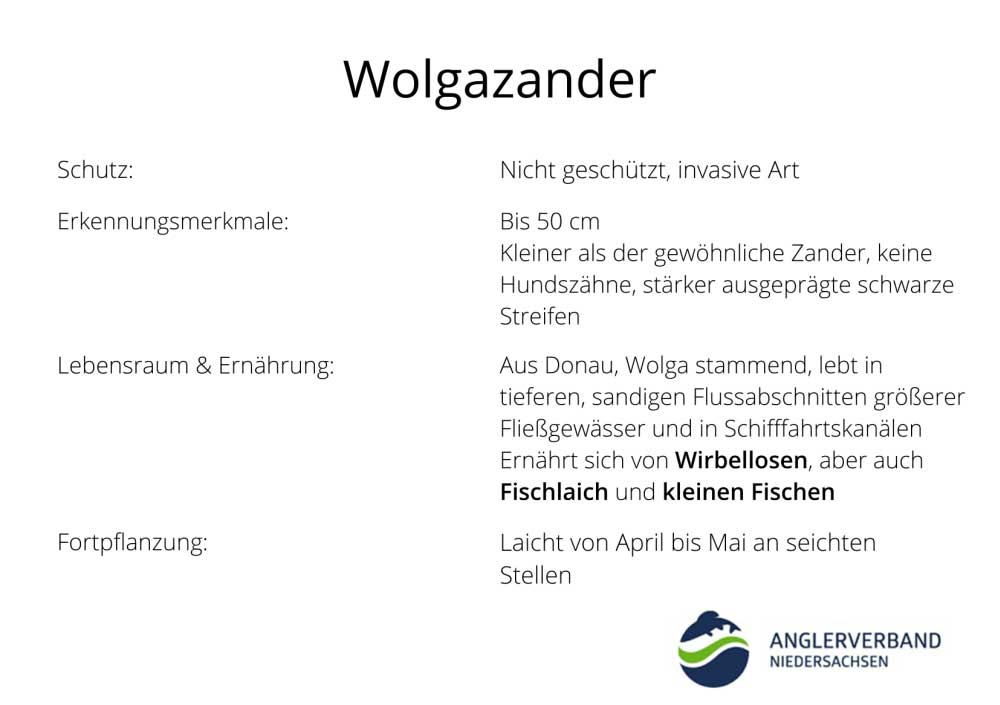 Wolgazander
Schutz:
Nicht geschützt, invasive Art
Erkennungsmerkmale:
Bis 50 cm
Kleiner als der gewöhnliche Zander, keine
Hundszähne, stärker ausgeprägte schwarze
Streifen
Lebensraum & Ernährung:
Aus Donau, Wolga stammend, lebt in
tieferen, sandigen Flussabschnitten größerer
Fließgewässer und in Schifffahrtskanälen
Ernährt sich von Wirbellosen, aber auch
Fischlaich und kleinen Fischen
Fortpflanzung:
Laicht von April bis Mai an seichten
Stellen
ANGLERVERBAND
NIEDERSACHSEN